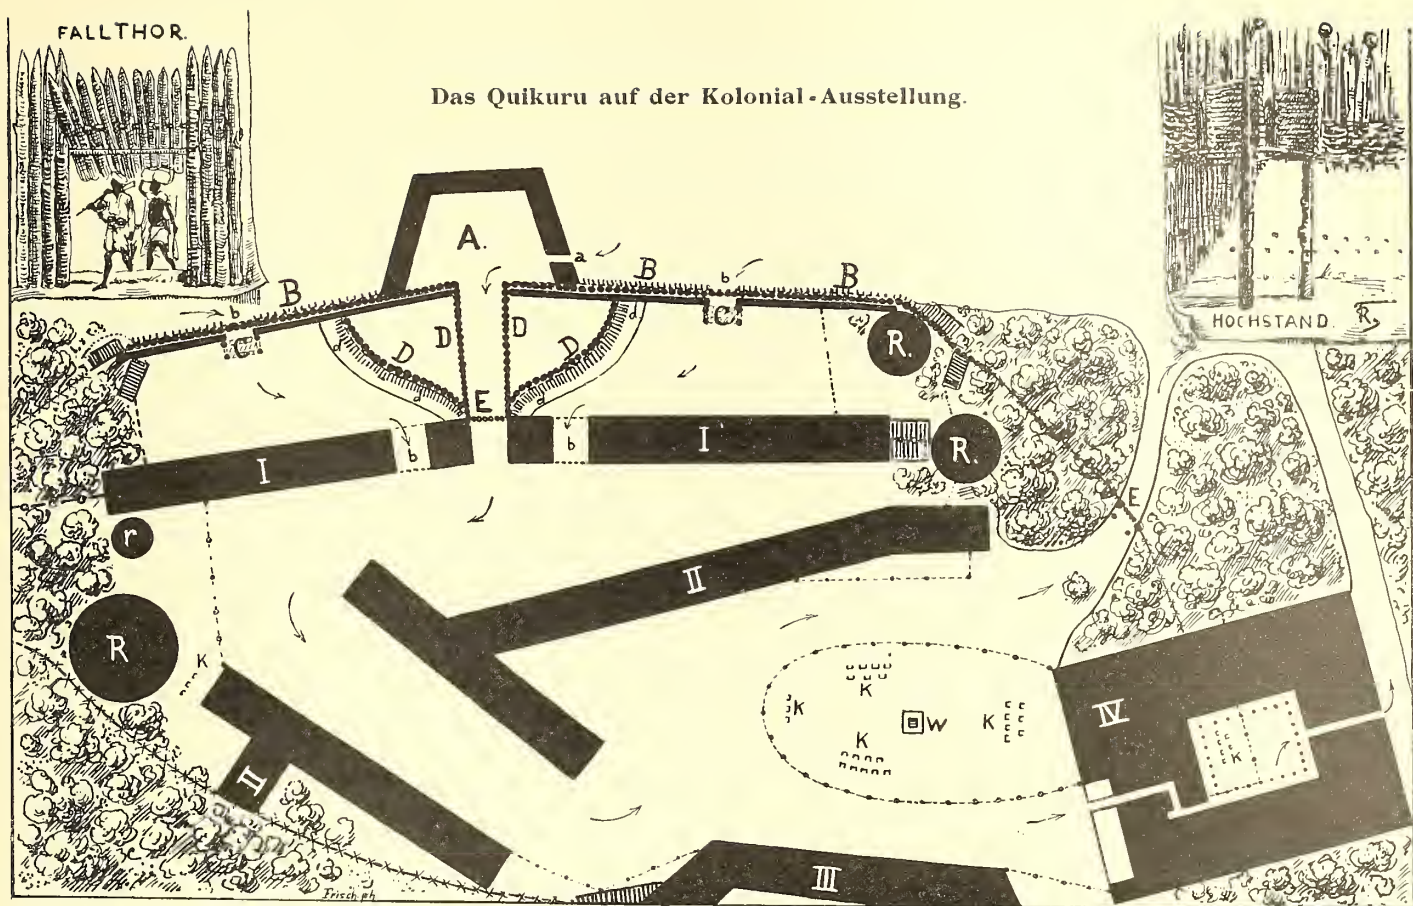 FALLTHOR.
Das Quikuru auf der Kolonial-Ausstellung.
HOCHSTAND. R.
A.
a
B
b
B
b
B
C
C
D
D
D
D
d
d
d
d
E
R.
I
b
b
I
R.
E
r
II
R
K
K
K
W
K
K
IV
K
II
III
Frisch ph